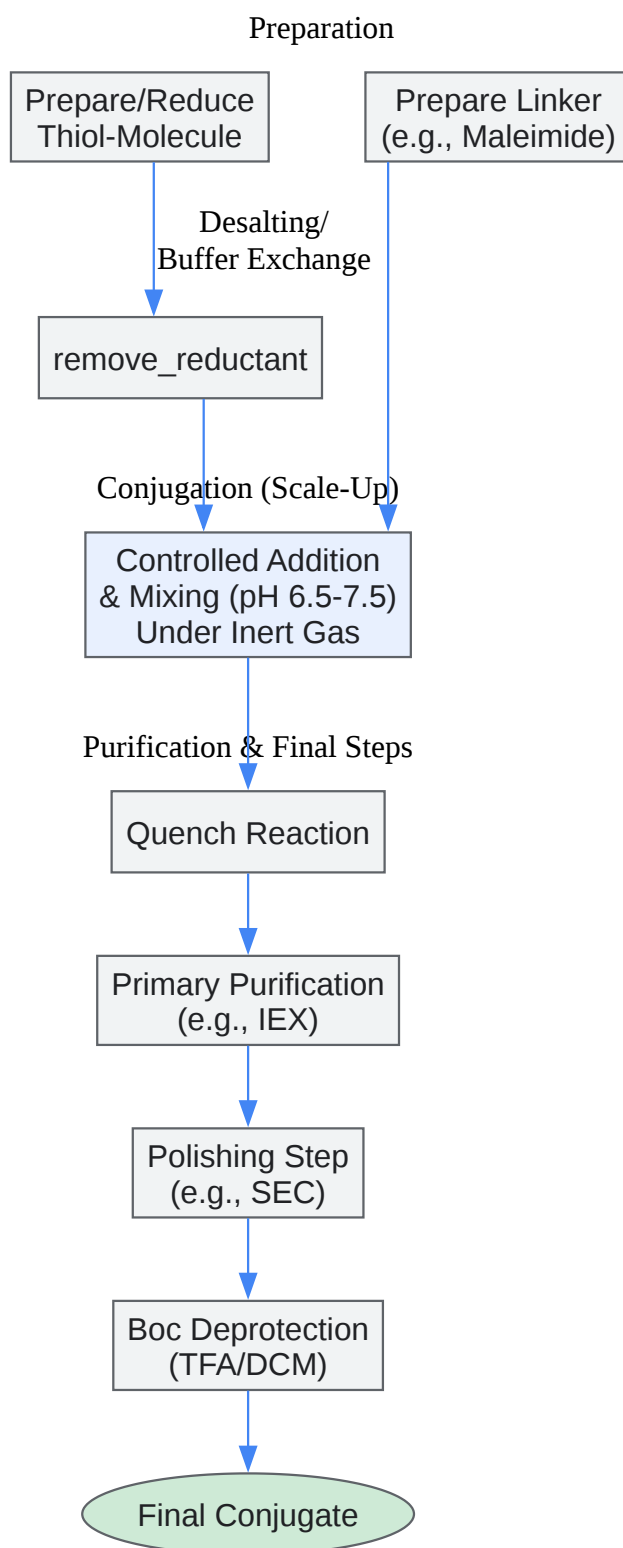 Preparation
Prepare/Reduce
Thiol-Molecule
Prepare Linker
(e.g., Maleimide)
Desalting/
Buffer Exchange
remove_reductant
Conjugation (Scale-Up)
Controlled Addition
& Mixing (pH 6.5-7.5)
Under Inert Gas
Purification & Final Steps
Quench Reaction
Primary Purification
(e.g., IEX)
Polishing Step
(e.g., SEC)
Boc Deprotection
(TFA/DCM)
Final Conjugate